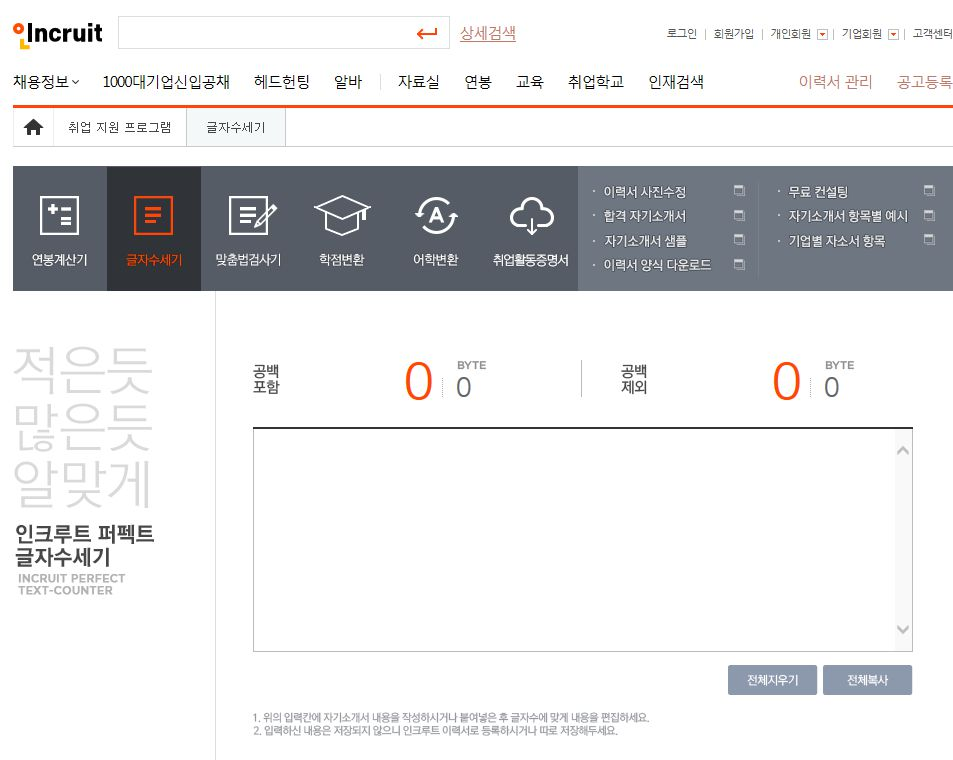 Incruit
상세검색
로그인 | 회원가입 | 개인회원 | 기업회원 | 고객센터
채용정보 1000대기업신입공채 헤드헌팅 알바 자료실 연봉 교육 취업학교 인재검색 이력서 관리 공고등록
취업 지원 프로그램 글자수세기
연봉계산기 글자수세기 맞춤법검사기 학점변환 어학변환 취업활동증명서
· 이력서 사진수정
· 합격 자기소개서
· 자기소개서 샘플
· 이력서 양식 다운로드
· 무료 컨설팅
· 자기소개서 항목별 예시
· 기업별 자소서 항목
적은듯
많은듯
알맞게
인크루트 퍼펙트
글자수세기
INCRUIT PERFECT
TEXT-COUNTER
공백
포함
0
BYTE
0
공백
제외
0
BYTE
0
전체지우기 전체복사
1. 위의 입력칸에 자기소개서 내용을 작성하시거나 붙여넣은 후 글자수에 맞게 내용을 편집하세요.
2. 입력하신 내용은 저장되지 않으니 인크루트 이력서로 등록하시거나 따로 저장해두세요.